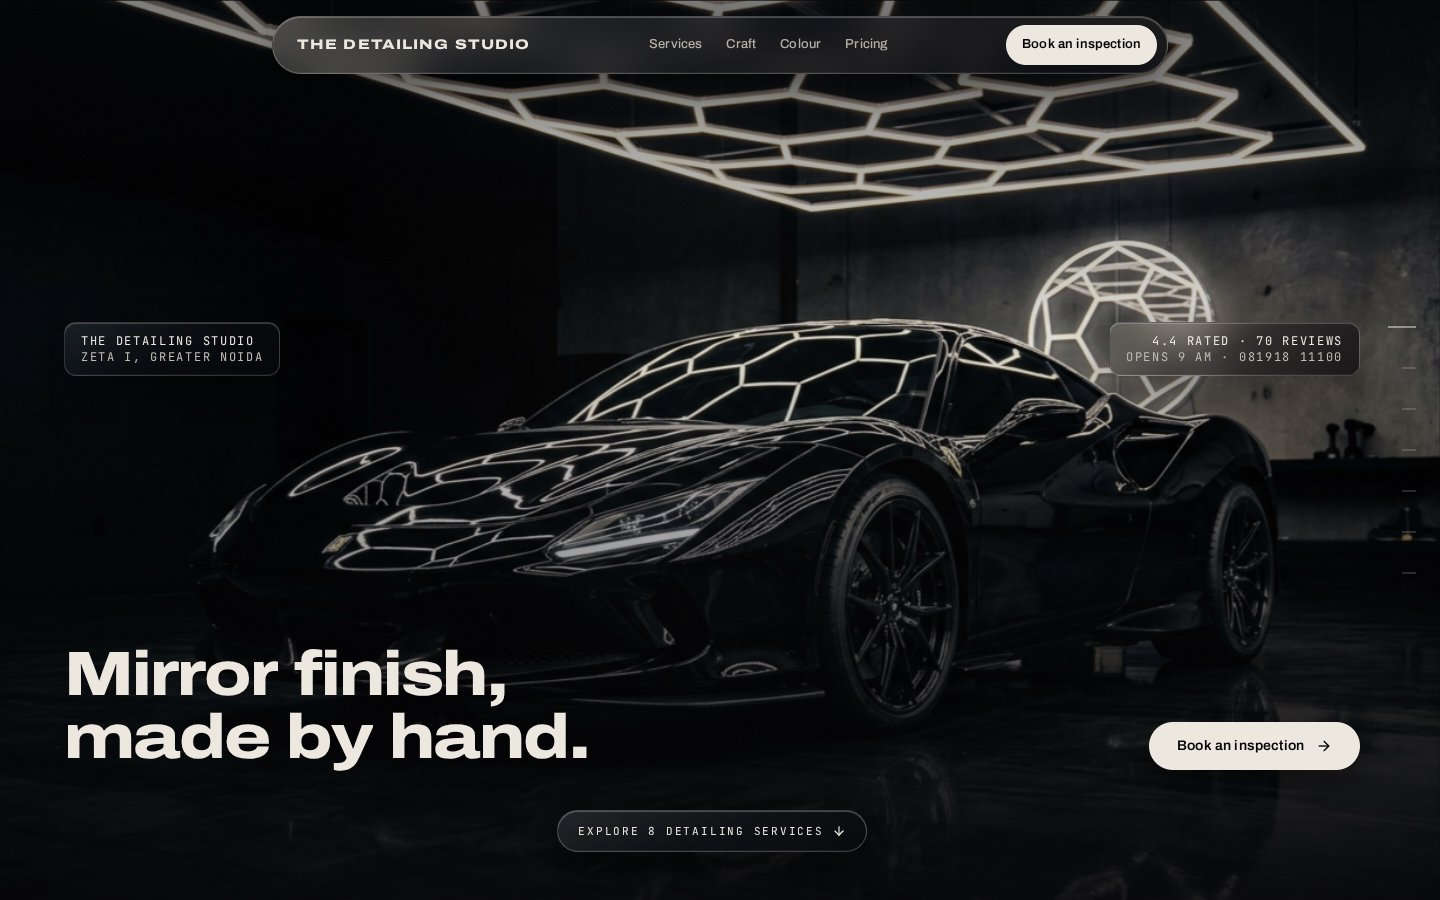 THE DETAILING STUDIO
Services
Craft
Colour
Pricing
Book an inspection
THE DETAILING STUDIO
ZETA I, GREATER NOIDA
4.4 RATED · 70 REVIEWS
OPENS 9 AM · 081918 11100
Mirror finish,
made by hand.
Book an inspection
EXPLORE 8 DETAILING SERVICES